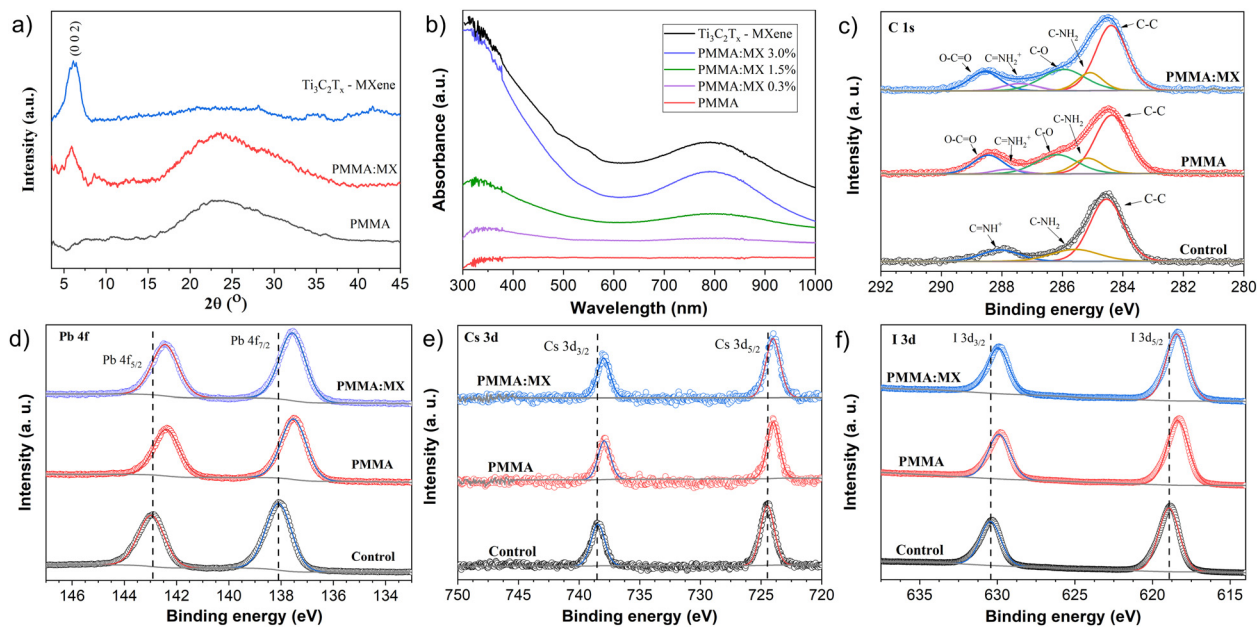 a)
(0 0 2)
Ti₃C₂Tₓ - MXene
PMMA:MX
PMMA
Intensity (a.u.)
5 10 15 20 25 30 35 40 45
2θ (O)
b)
Ti₃C₂Tₓ - MXene
PMMA:MX 3.0%
PMMA:MX 1.5%
PMMA:MX 0.3%
PMMA
Absorbance (a.u.)
300 400 500 600 700 800 900 1000
Wavelength (nm)
c)
C 1s
O-C=O
C=NH₂⁺
C-O
C-NH₂
C-C
PMMA:MX
O-C=O
C=NH₂⁺
C-O
C-NH₂
C-C
PMMA
C=NH⁺
C-NH₂
C-C
Control
Intensity (a.u.)
292 290 288 286 284 282 280
Binding energy (eV)
d)
Pb 4f
Pb 4f₅/₂
Pb 4f₇/₂
PMMA:MX
PMMA
Control
Intensity (a. u.)
146 144 142 140 138 136 134
Binding energy (eV)
e)
Cs 3d
Cs 3d₃/₂
Cs 3d₅/₂
PMMA:MX
PMMA
Control
Intensity (a. u.)
750 745 740 735 730 725 720
Binding energy (eV)
f)
I 3d
I 3d₃/₂
I 3d₅/₂
PMMA:MX
PMMA
Control
Intensity (a. u.)
635 630 625 620 615
Binding energy (eV)